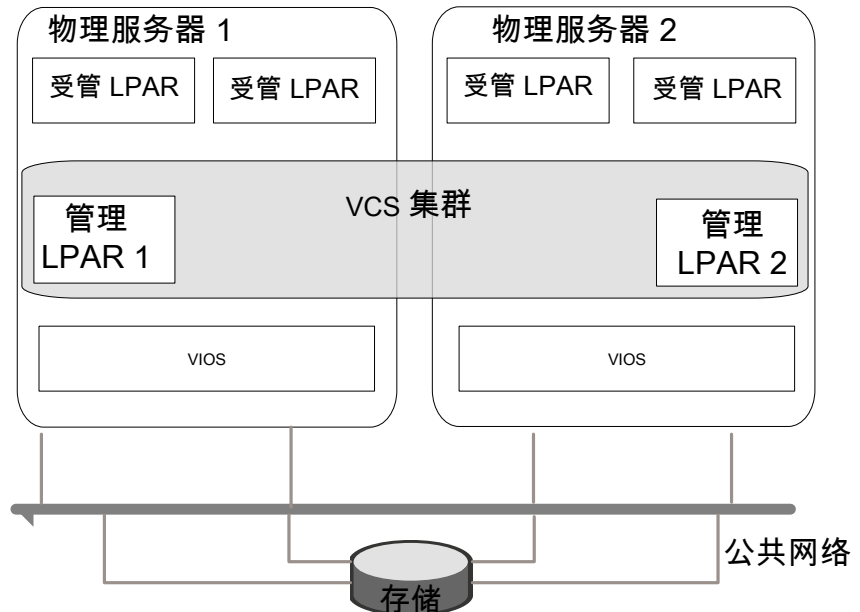 物理服务器 1
物理服务器 2
受管 LPAR
受管 LPAR
受管 LPAR
受管 LPAR
VCS 集群
管理
LPAR 1
管理
LPAR 2
VIOS
VIOS
公共网络
存储